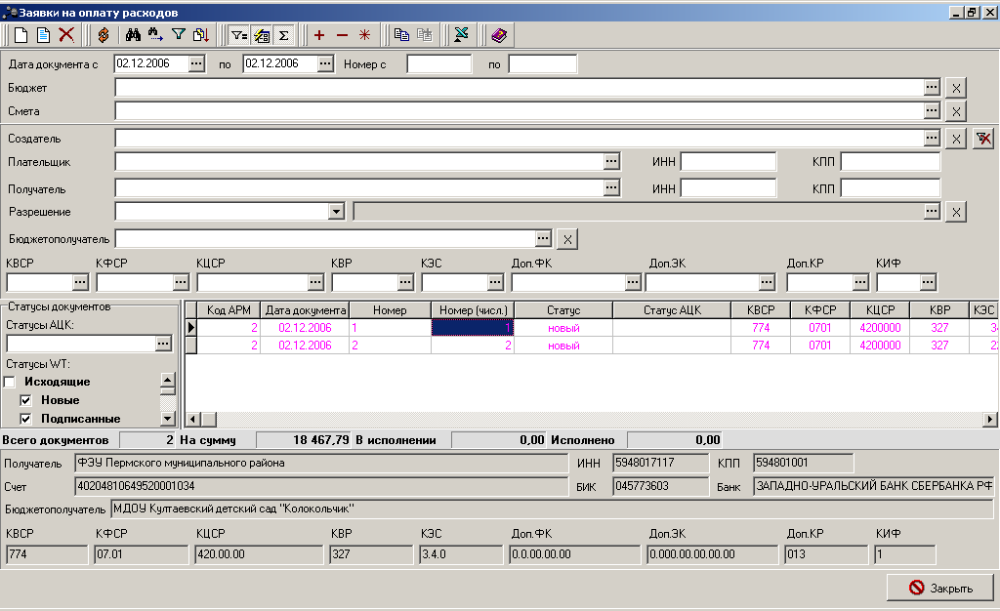 Заявки на оплату расходов
Дата документа с 02.12.2006 ... по 02.12.2006 ... Номер с по
Бюджет ... X
Смета ... X
Создатель ... X
Плательщик ... ИНН КПП
Получатель ... ИНН КПП
Разрешение ... X
Бюджетополучатель ... X
КВСР КФСР КЦСР КВР КЭС Доп.ФК Доп.ЭК Доп.КР КИФ
... ... ... ... ... ... ... ... ...
Статусы документов
Статусы АЦК:
...
Статусы WT:
Исходящие
Новые
Подписанные
Код АРМ Дата документа Номер Номер (числ.) Статус Статус АЦК КВСР КФСР КЦСР КВР КЭС
2 02.12.2006 1 1 новый 774 0701 4200000 327 3
2 02.12.2006 2 2 новый 774 0701 4200000 327 2
Всего документов 2 На сумму 18 467,79 В исполнении 0,00 Исполнено 0,00
Получатель ФЭУ Пермского муниципального района ИНН 5948017117 КПП 594801001
Счет 40204810649520001034 БИК 045773603 Банк ЗАПАДНО-УРАЛЬСКИЙ БАНК СБЕРБАНКА РФ
Бюджетополучатель МДОУ Култаевский детский сад "Колокольчик"
КВСР КФСР КЦСР КВР КЭС Доп.ФК Доп.ЭК Доп.КР КИФ
774 07.01 420.00.00 327 3.4.0 0.0.00.00.00 0.000.00.00.00.00 013 1
Закрыть